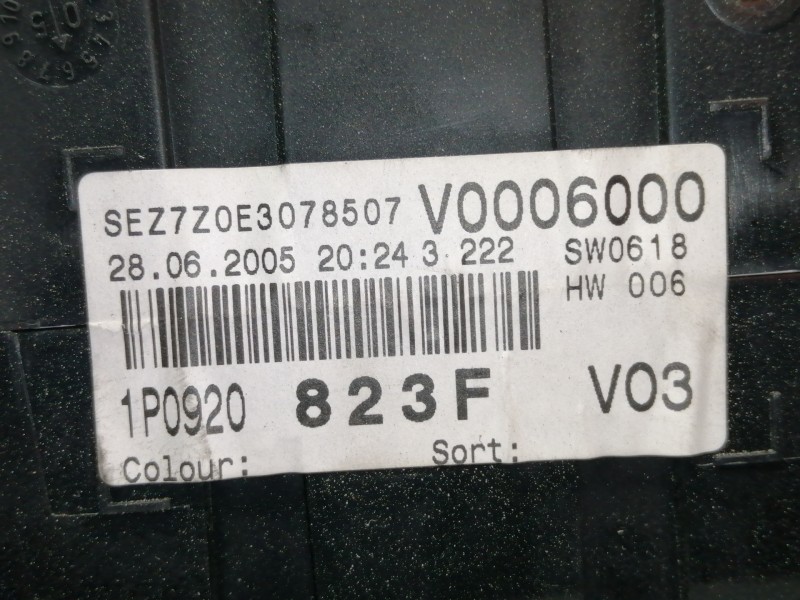 SEZ7Z0E3078507 V0006000
28.06.2005 20:24 3 222 SW0618
HW 006
1P0920 823F V03
Colour: Sort: